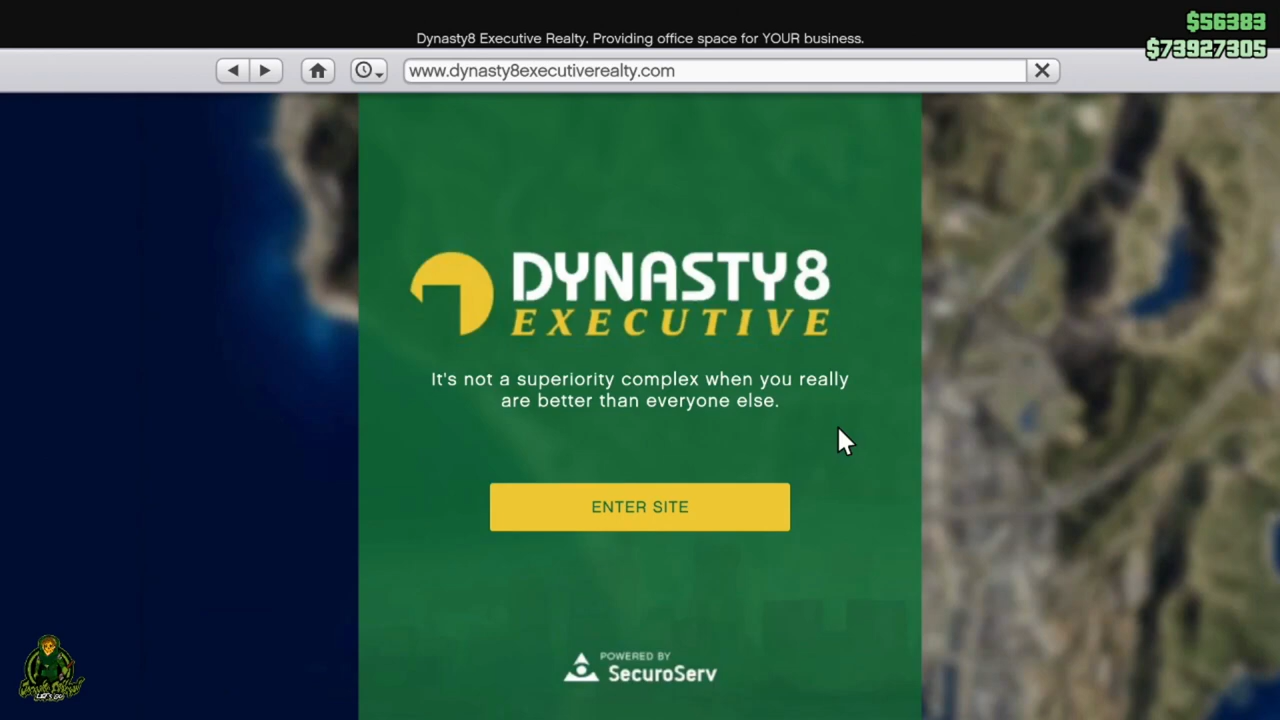 $56383
Dynasty8 Executive Realty. Providing office space for YOUR business.
$73927305
www.dynasty8executiverealty.com
DYNASTY8
EXECUTIVE
It's not a superiority complex when you really
are better than everyone else.
ENTER SITE
POWERED BY
SecuroServ